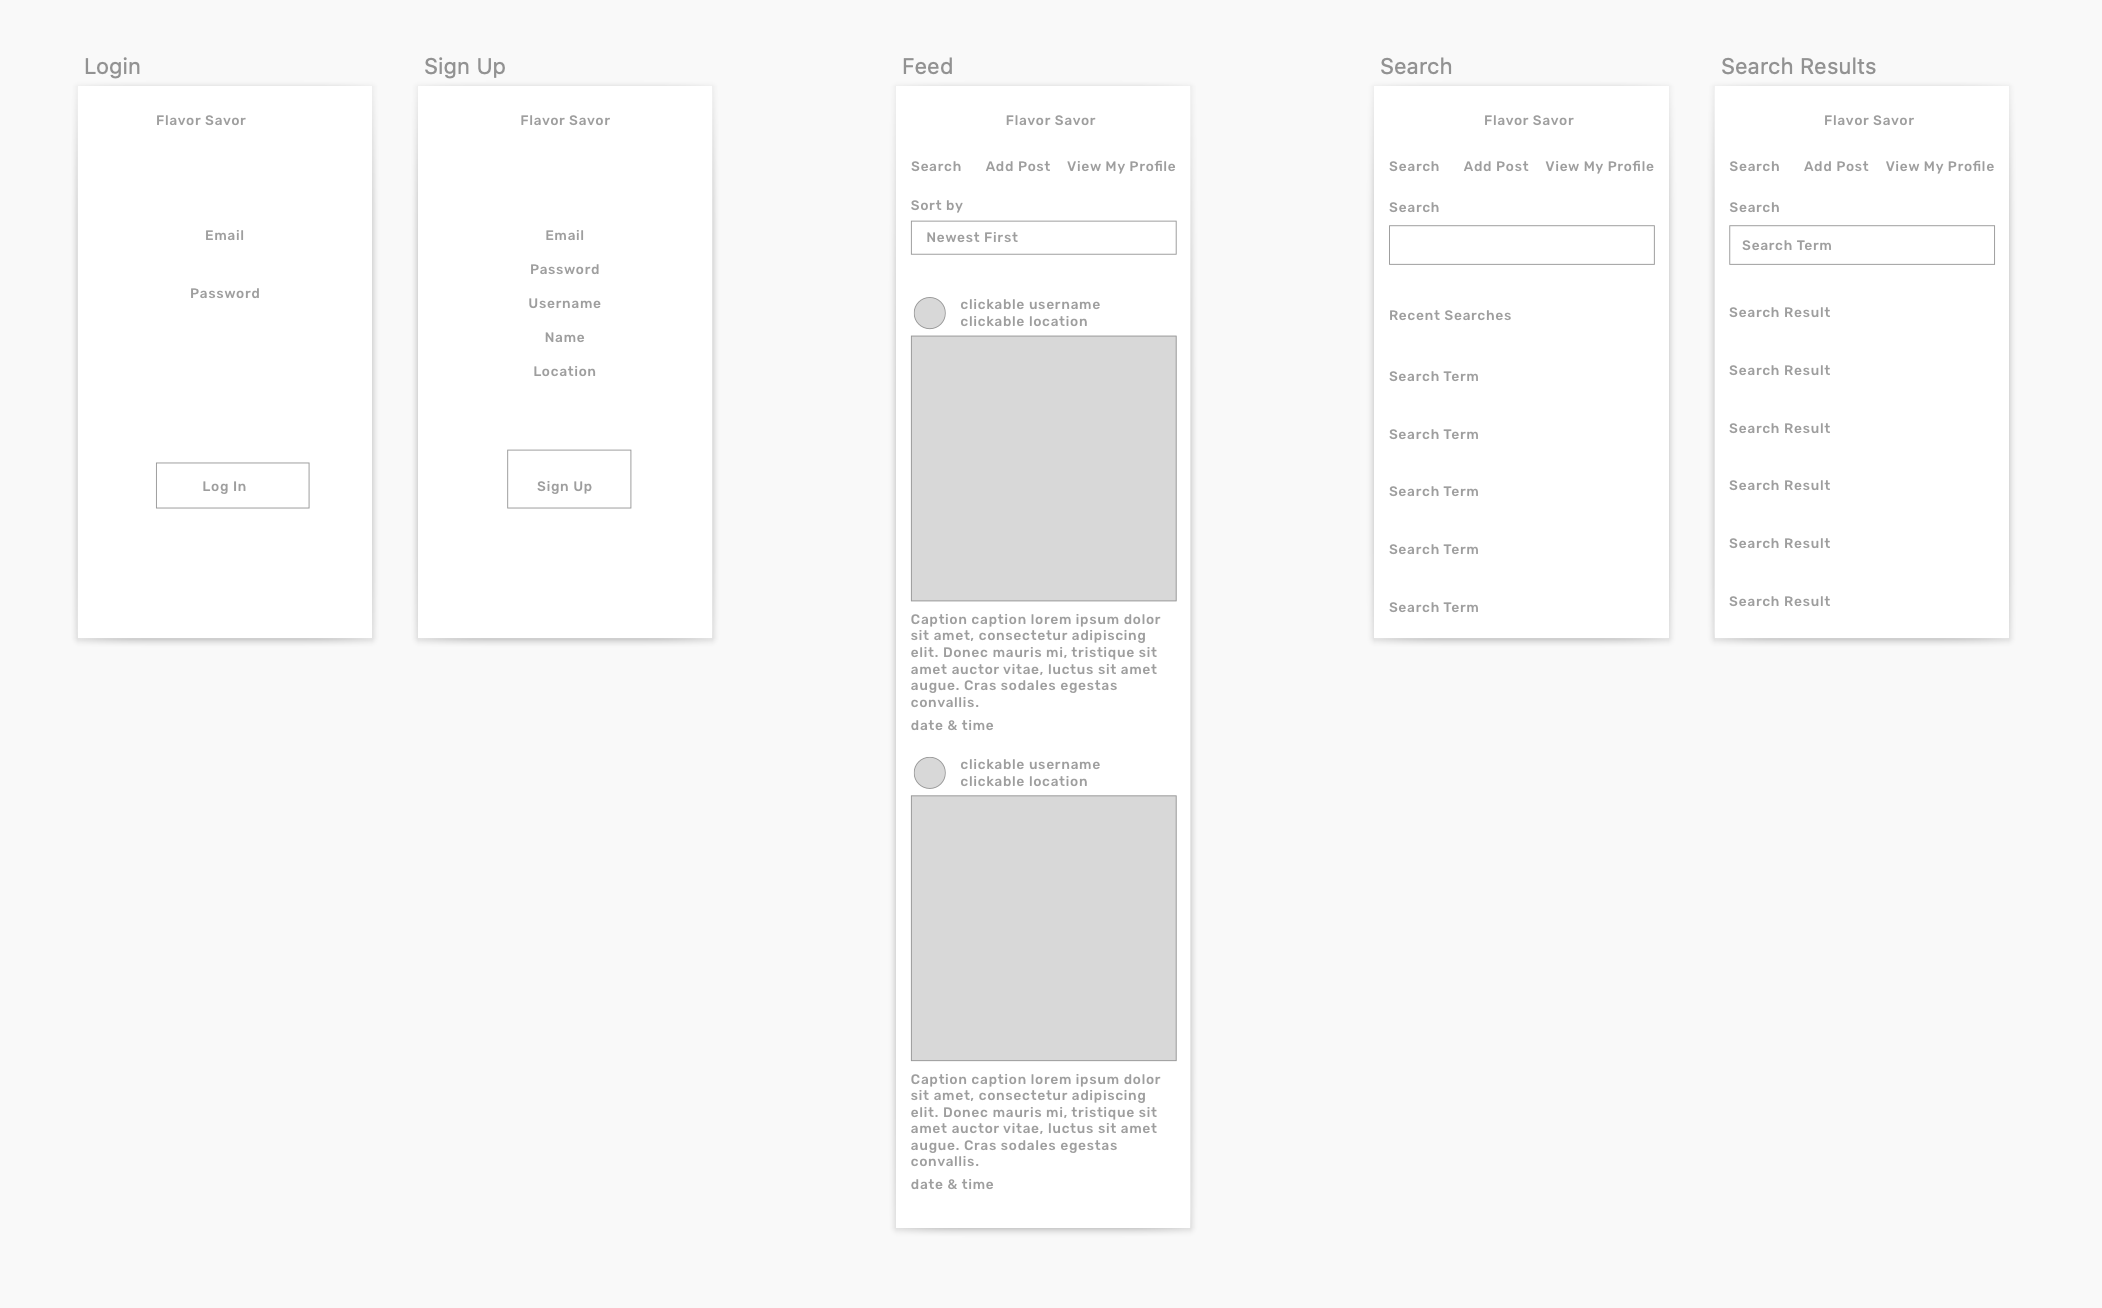 Login
Flavor Savor
Email
Password
Log In
Sign Up
Flavor Savor
Email
Password
Username
Name
Location
Sign Up
Feed
Flavor Savor
Search Add Post View My Profile
Sort by
Newest First
clickable username
clickable location
Caption caption lorem ipsum dolor
sit amet, consectetur adipiscing
elit. Donec mauris mi, tristique sit
amet auctor vitae, luctus sit amet
augue. Cras sodales egestas
convallis.
date & time
clickable username
clickable location
Caption caption lorem ipsum dolor
sit amet, consectetur adipiscing
elit. Donec mauris mi, tristique sit
amet auctor vitae, luctus sit amet
augue. Cras sodales egestas
convallis.
date & time
Search
Flavor Savor
Search Add Post View My Profile
Search
Recent Searches
Search Term
Search Term
Search Term
Search Term
Search Term
Search Results
Flavor Savor
Search Add Post View My Profile
Search
Search Term
Search Result
Search Result
Search Result
Search Result
Search Result
Search Result